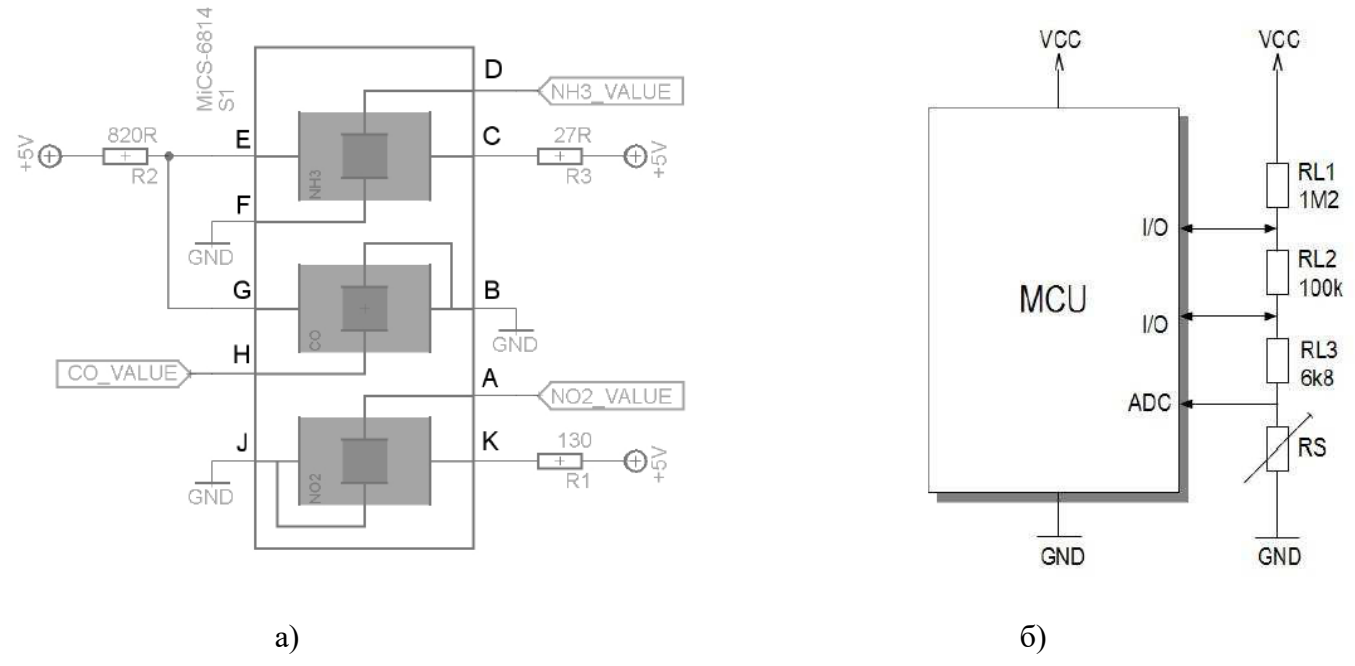 MiCS-6814
S1
D
NH3_VALUE
+5V
820R
R2
E
C
27R
R3
+5V
NH3
F
GND
G
B
GND
CO
H
CO_VALUE
A
NO2_VALUE
J
K
130
R1
+5V
GND
NO2
VCC
VCC
RL1
1M2
I/O
RL2
100k
MCU
I/O
RL3
6k8
ADC
RS
GND
GND
а)
б)